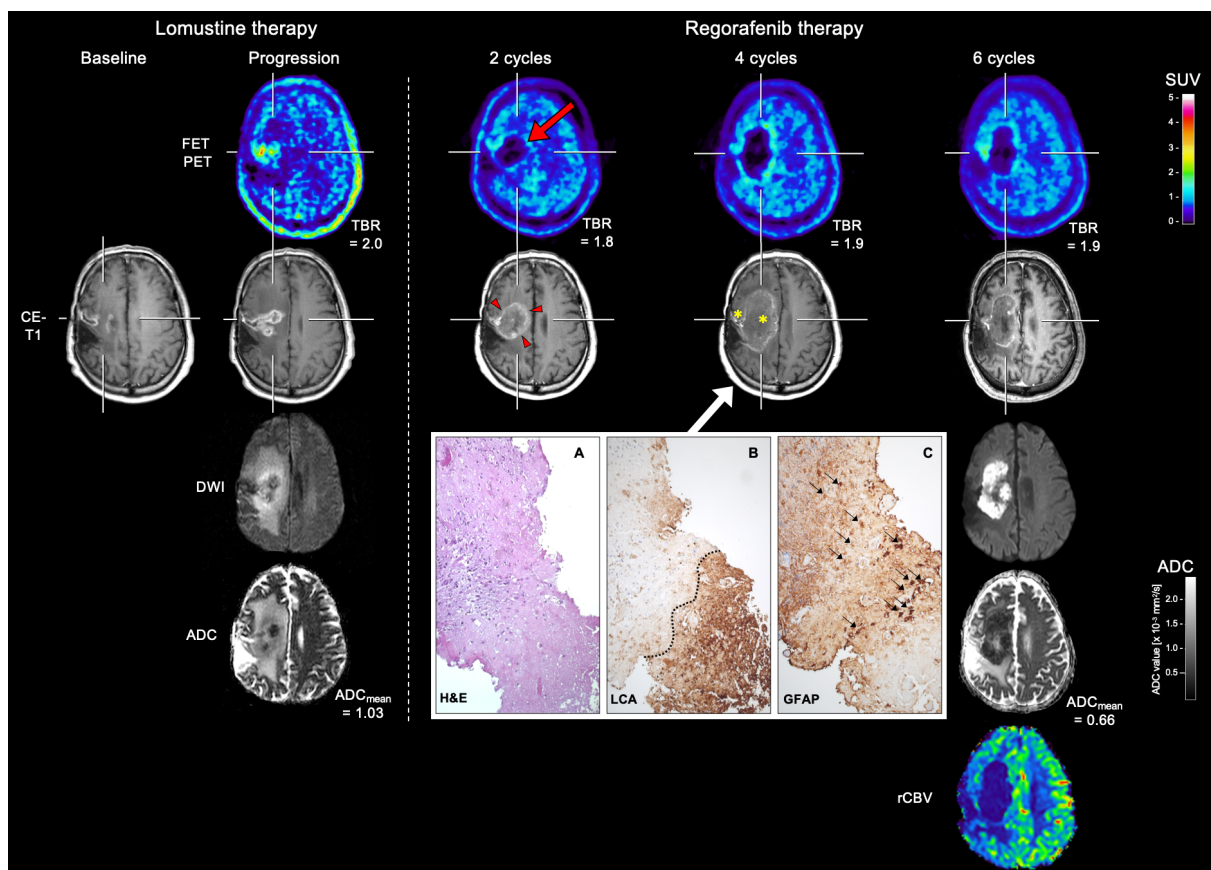 Lomustine therapy
Regorafenib therapy
Baseline
Progression
2 cycles
4 cycles
6 cycles
SUV
5 -
4 -
3 -
2 -
1 -
0 -
FET
PET
TBR
= 2.0
TBR
= 1.8
TBR
= 1.9
TBR
= 1.9
CE-
T1
*
*
DWI
A
B
C
H&E
LCA
GFAP
ADC
ADC
ADC value [x 10-3 mm-2/s]
2.0 -
1.5 -
1.0 -
0.5 -
ADCmean
= 1.03
ADCmean
= 0.66
rCBV